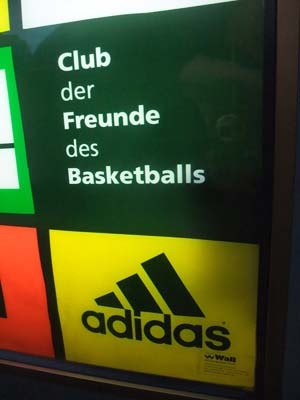 Club
der
Freunde
des
Basketballs
adidas
Wall